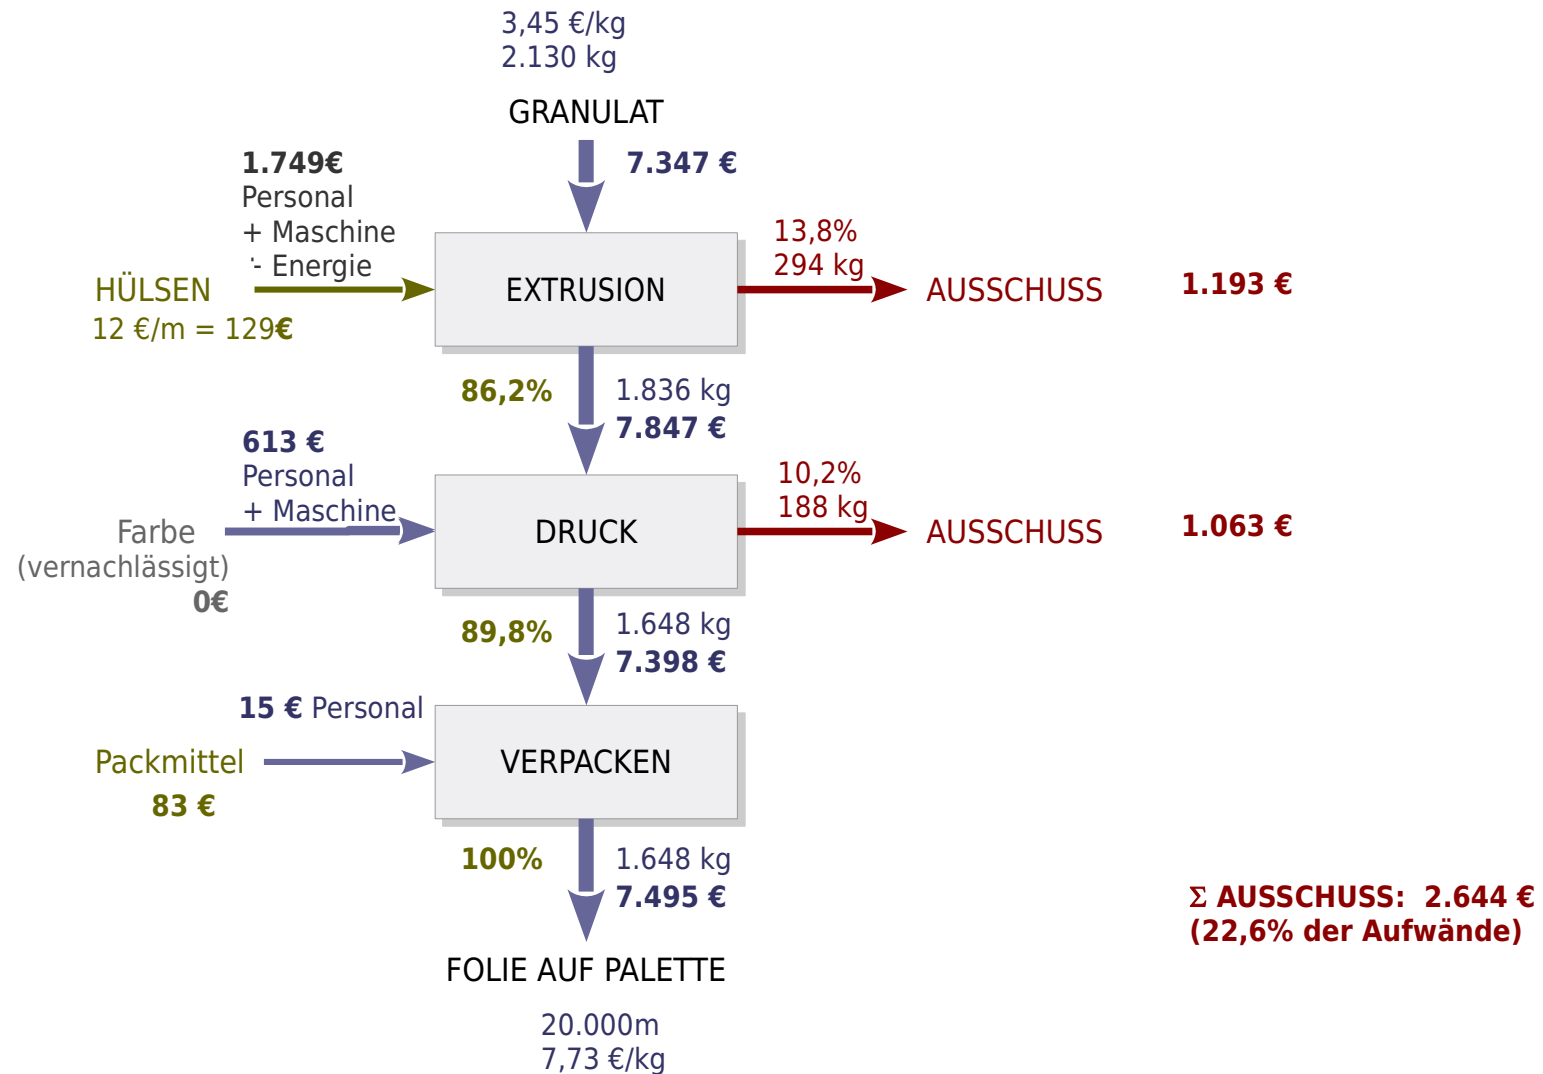 3,45 €/kg
2.130 kg
GRANULAT
7.347 €
1.749€
Personal
+ Maschine
+ Energie
HÜLSEN
12 €/m = 129€
EXTRUSION
13,8%
294 kg
AUSSCHUSS
1.193 €
86,2%
1.836 kg
7.847 €
613 €
Personal
+ Maschine
Farbe
(vernachlässigt)
0€
DRUCK
10,2%
188 kg
AUSSCHUSS
1.063 €
89,8%
1.648 kg
7.398 €
15 € Personal
Packmittel
83 €
VERPACKEN
100%
1.648 kg
7.495 €
Σ AUSSCHUSS: 2.644 €
(22,6% der Aufwände)
FOLIE AUF PALETTE
20.000m
7,73 €/kg